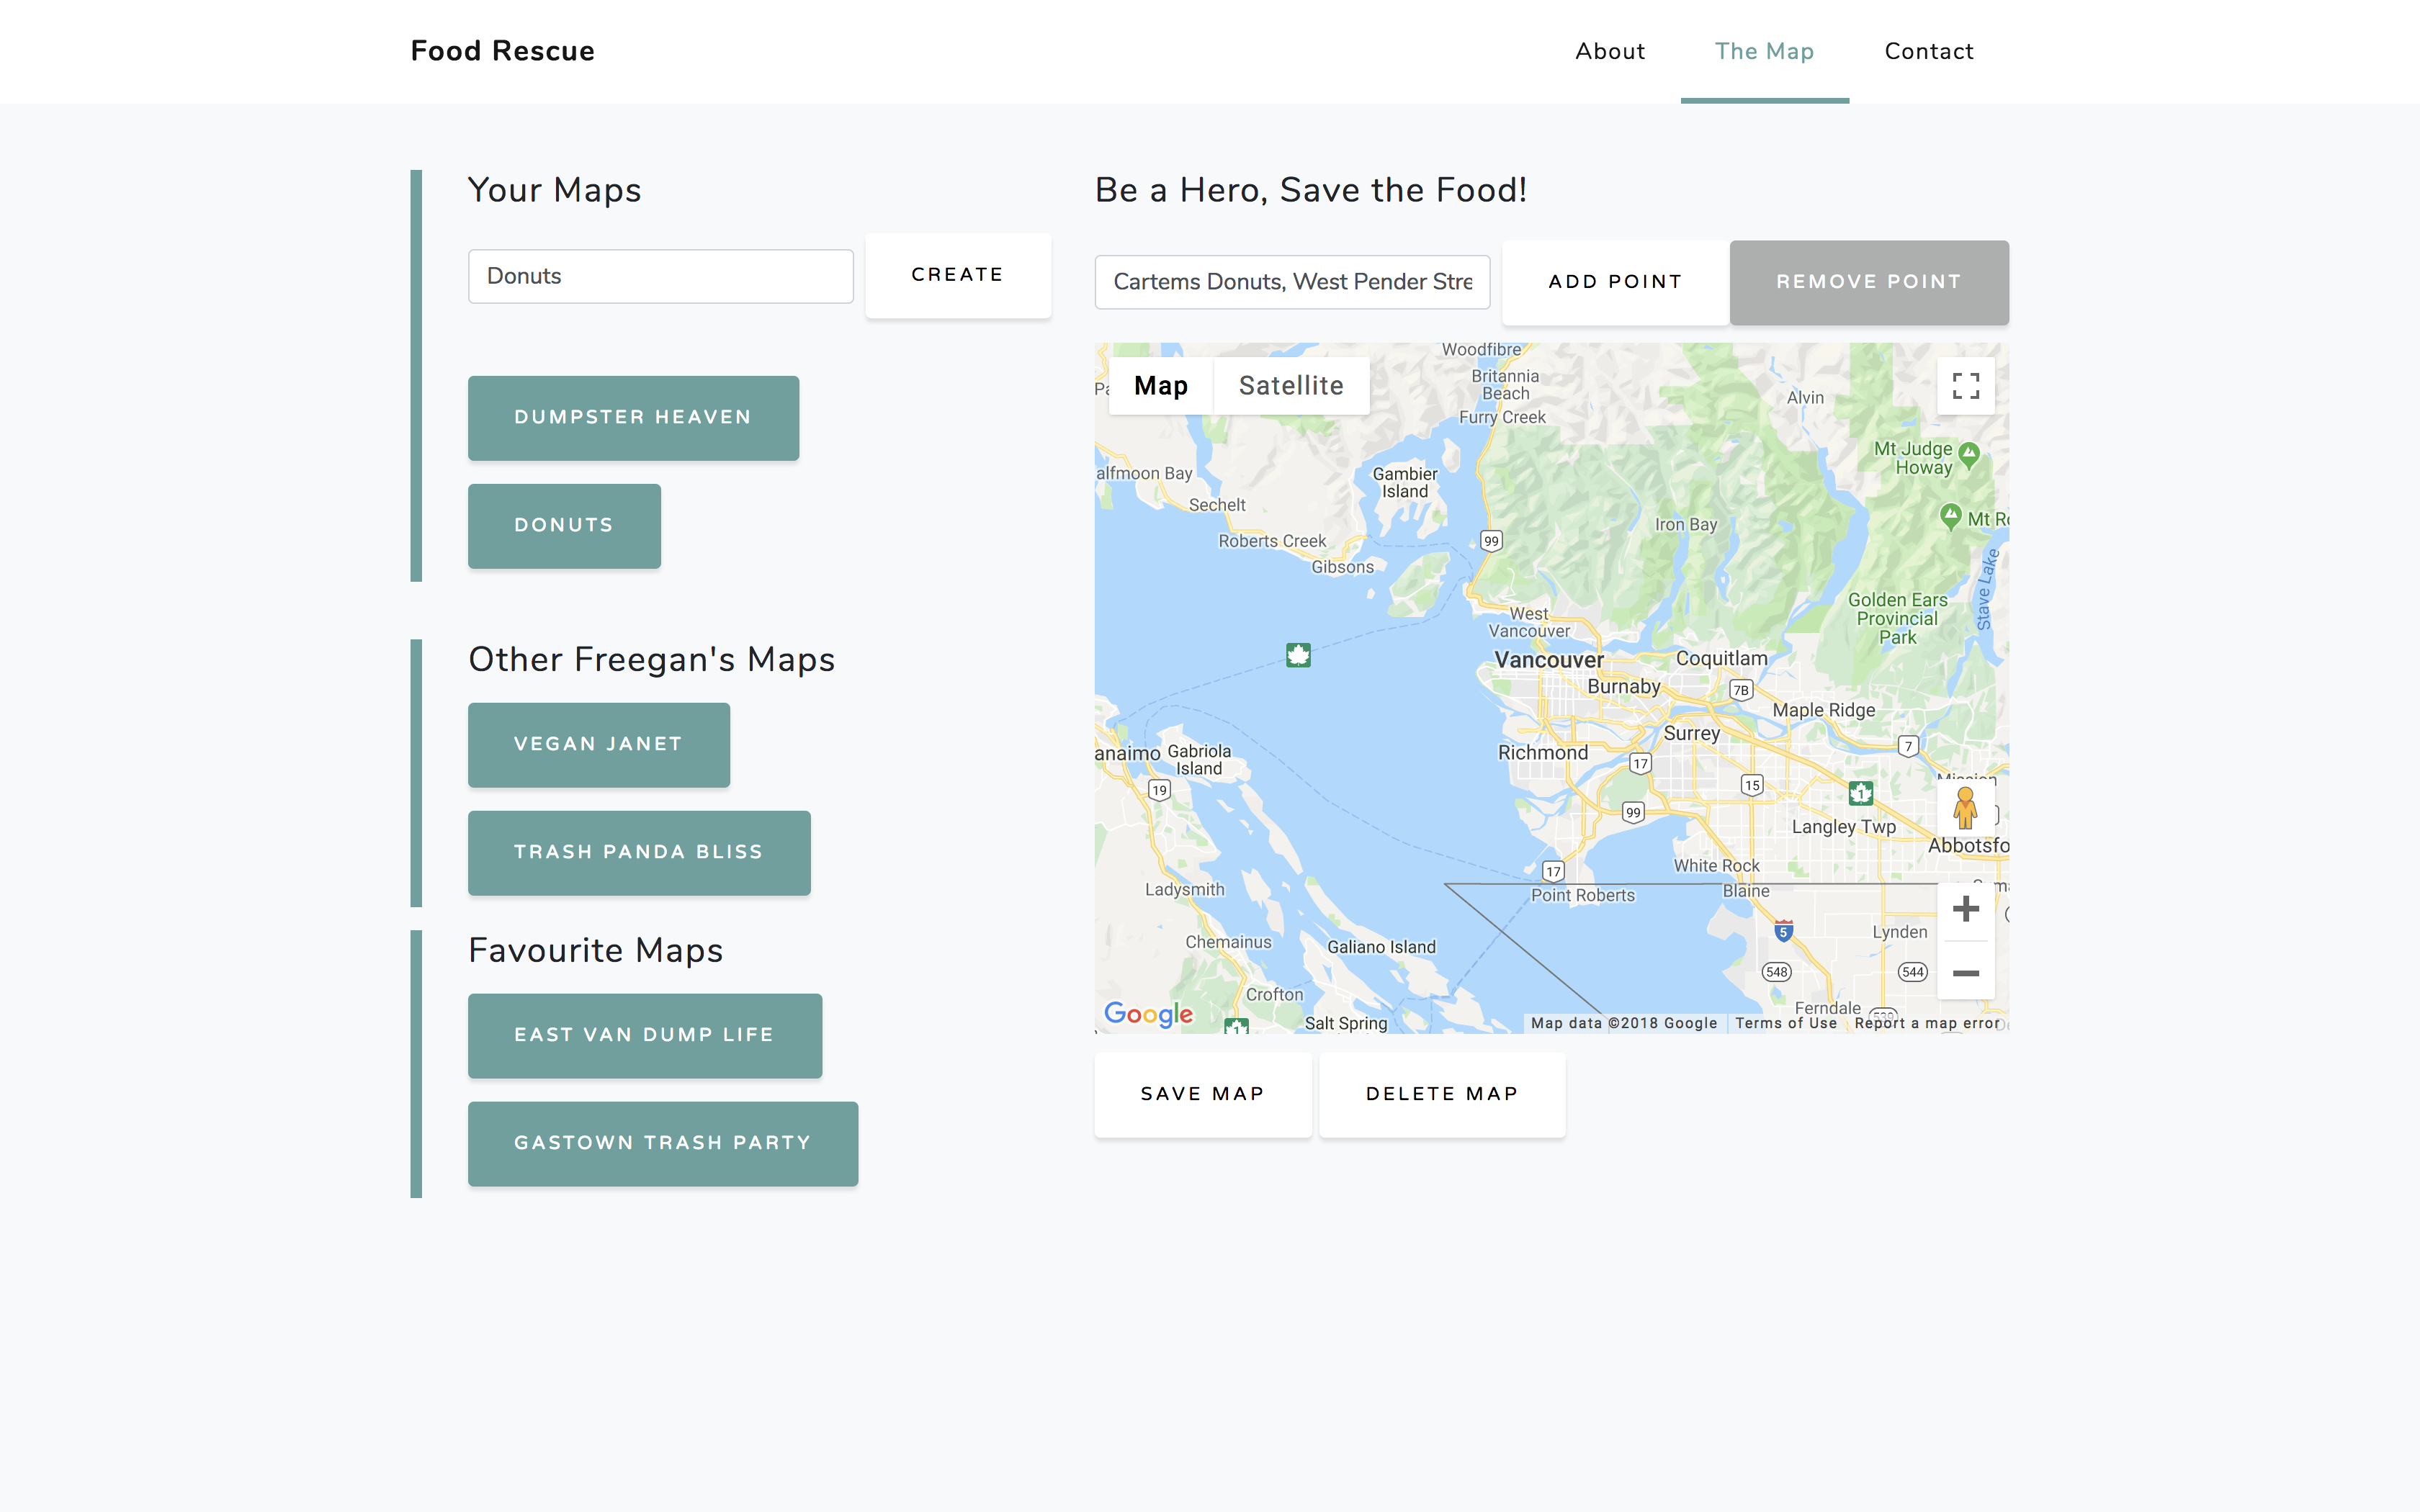 Food Rescue
About
The Map
Contact
Your Maps
Donuts
CREATE
DUMPSTER HEAVEN
DONUTS
Other Freegan's Maps
VEGAN JANET
TRASH PANDA BLISS
Favourite Maps
EAST VAN DUMP LIFE
GASTOWN TRASH PARTY
Be a Hero, Save the Food!
Cartems Donuts, West Pender Stre
ADD POINT
REMOVE POINT
Map
Satellite
Woodfibre
Britannia
Beach
Furry Creek
Alvin
Mt Judge
Howay
alfmoon Bay
Gambier
Island
Sechelt
Mt Ro
Iron Bay
Roberts Creek
99
Gibsons
Stave Lake
Golden Ears
Provincial
Park
West
Vancouver
Vancouver
Coquitlam
Burnaby
7B
Maple Ridge
Surrey
7
anaimo
Gabriola
Island
Richmond
17
Mission
19
15
1
99
Langley Twp
Abbotsfo
White Rock
17
Ladysmith
Point Roberts
Blaine
5
Lynden
Chemainus
Galiano Island
548
544
Crofton
Ferndale
539
Salt Spring
1
Google
Map data ©2018 Google
Terms of Use
Report a map error
SAVE MAP
DELETE MAP